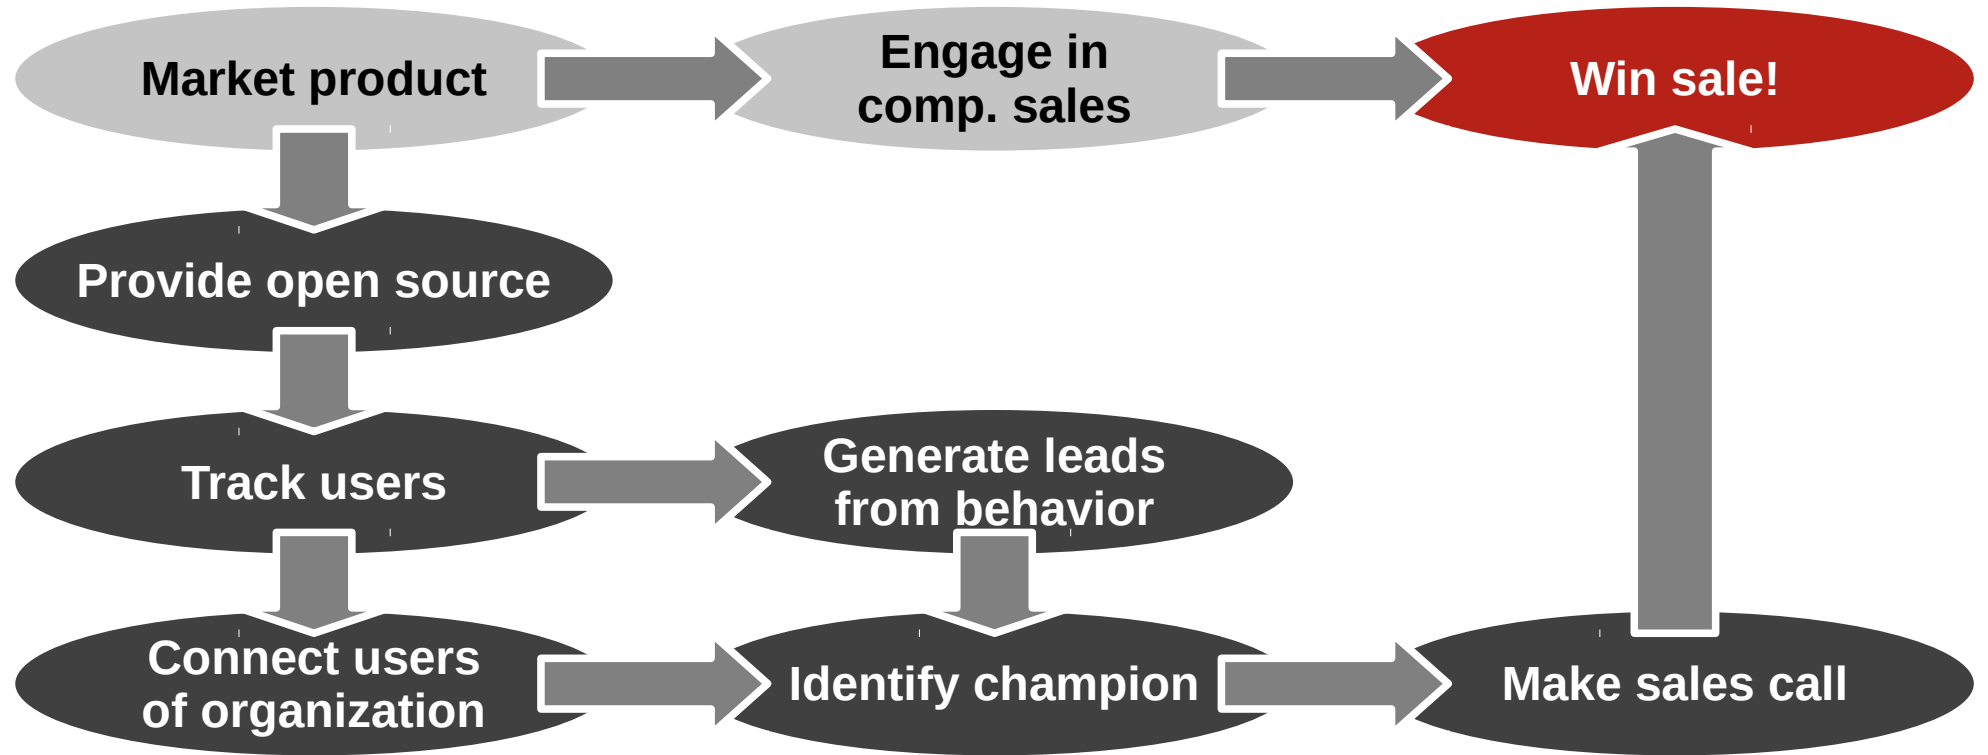 Market product
Engage in
comp. sales
Win sale!
Provide open source
Track users
Generate leads
from behavior
Connect users
of organization
Identify champion
Make sales call